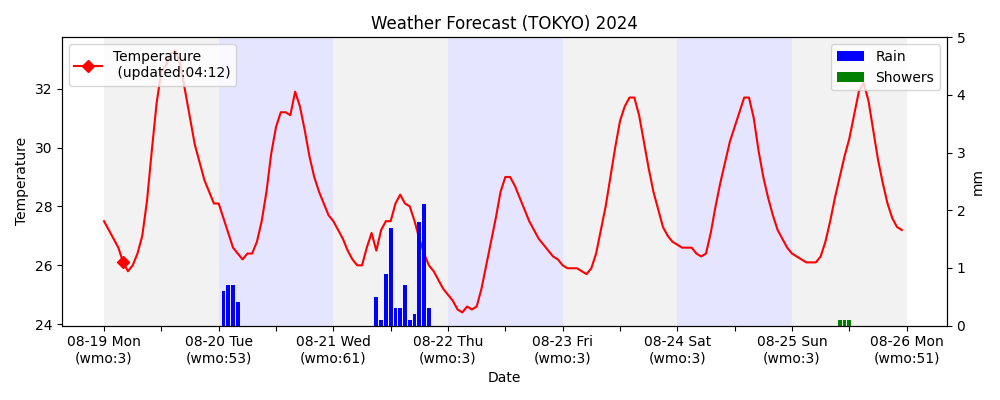 Weather Forecast (TOKYO) 2024
Temperature
(updated:04:12)
Rain
Showers
32
30
28
26
24
Temperature
5
4
3
2
1
0
mm
08-19 Mon
(wmo:3)
08-20 Tue
(wmo:53)
08-21 Wed
(wmo:61)
08-22 Thu
(wmo:3)
08-23 Fri
(wmo:3)
08-24 Sat
(wmo:3)
08-25 Sun
(wmo:3)
08-26 Mon
(wmo:51)
Date